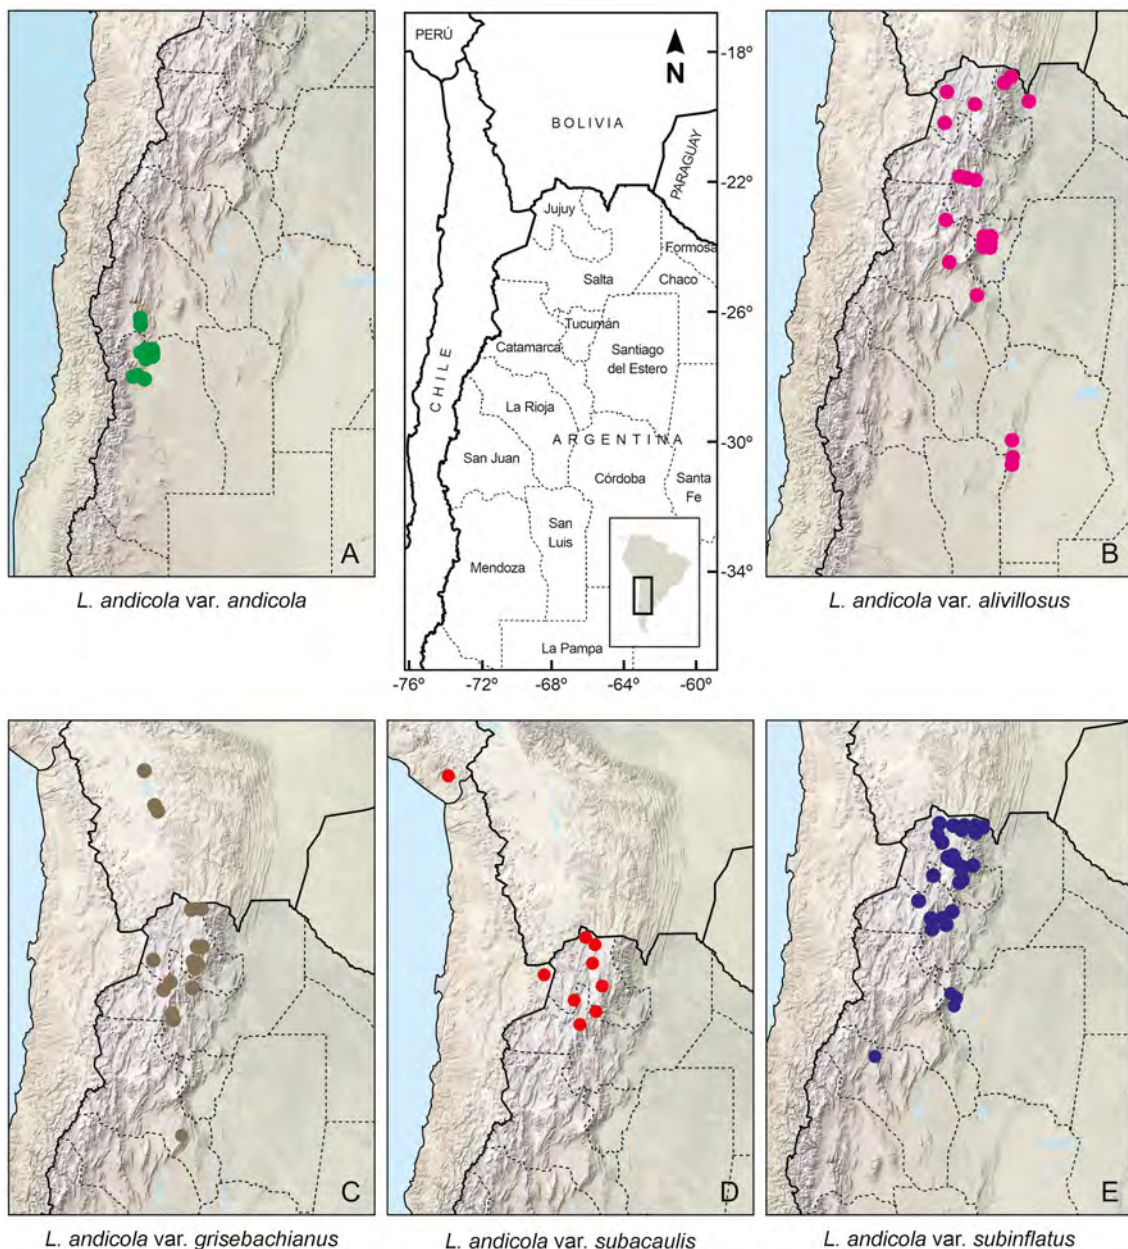 A
L. andicola var. andicola
PERÚ
N
BOLIVIA
PARAGUAY
CHILE
Jujuy
Formosa
Salta
Chaco
Tucumán
Catamarca
Santiago
del Estero
La Rioja
ARGENTINA
San Juan
Córdoba
Santa
Fe
San
Luis
Mendoza
La Pampa
-18º
-22º
-26º
-30º
-34º
-76º -72º -68º -64º -60º
B
L. andicola var. alivillosus
C
L. andicola var. grisebachianus
D
L. andicola var. subacaulis
E
L. andicola var. subinflatus